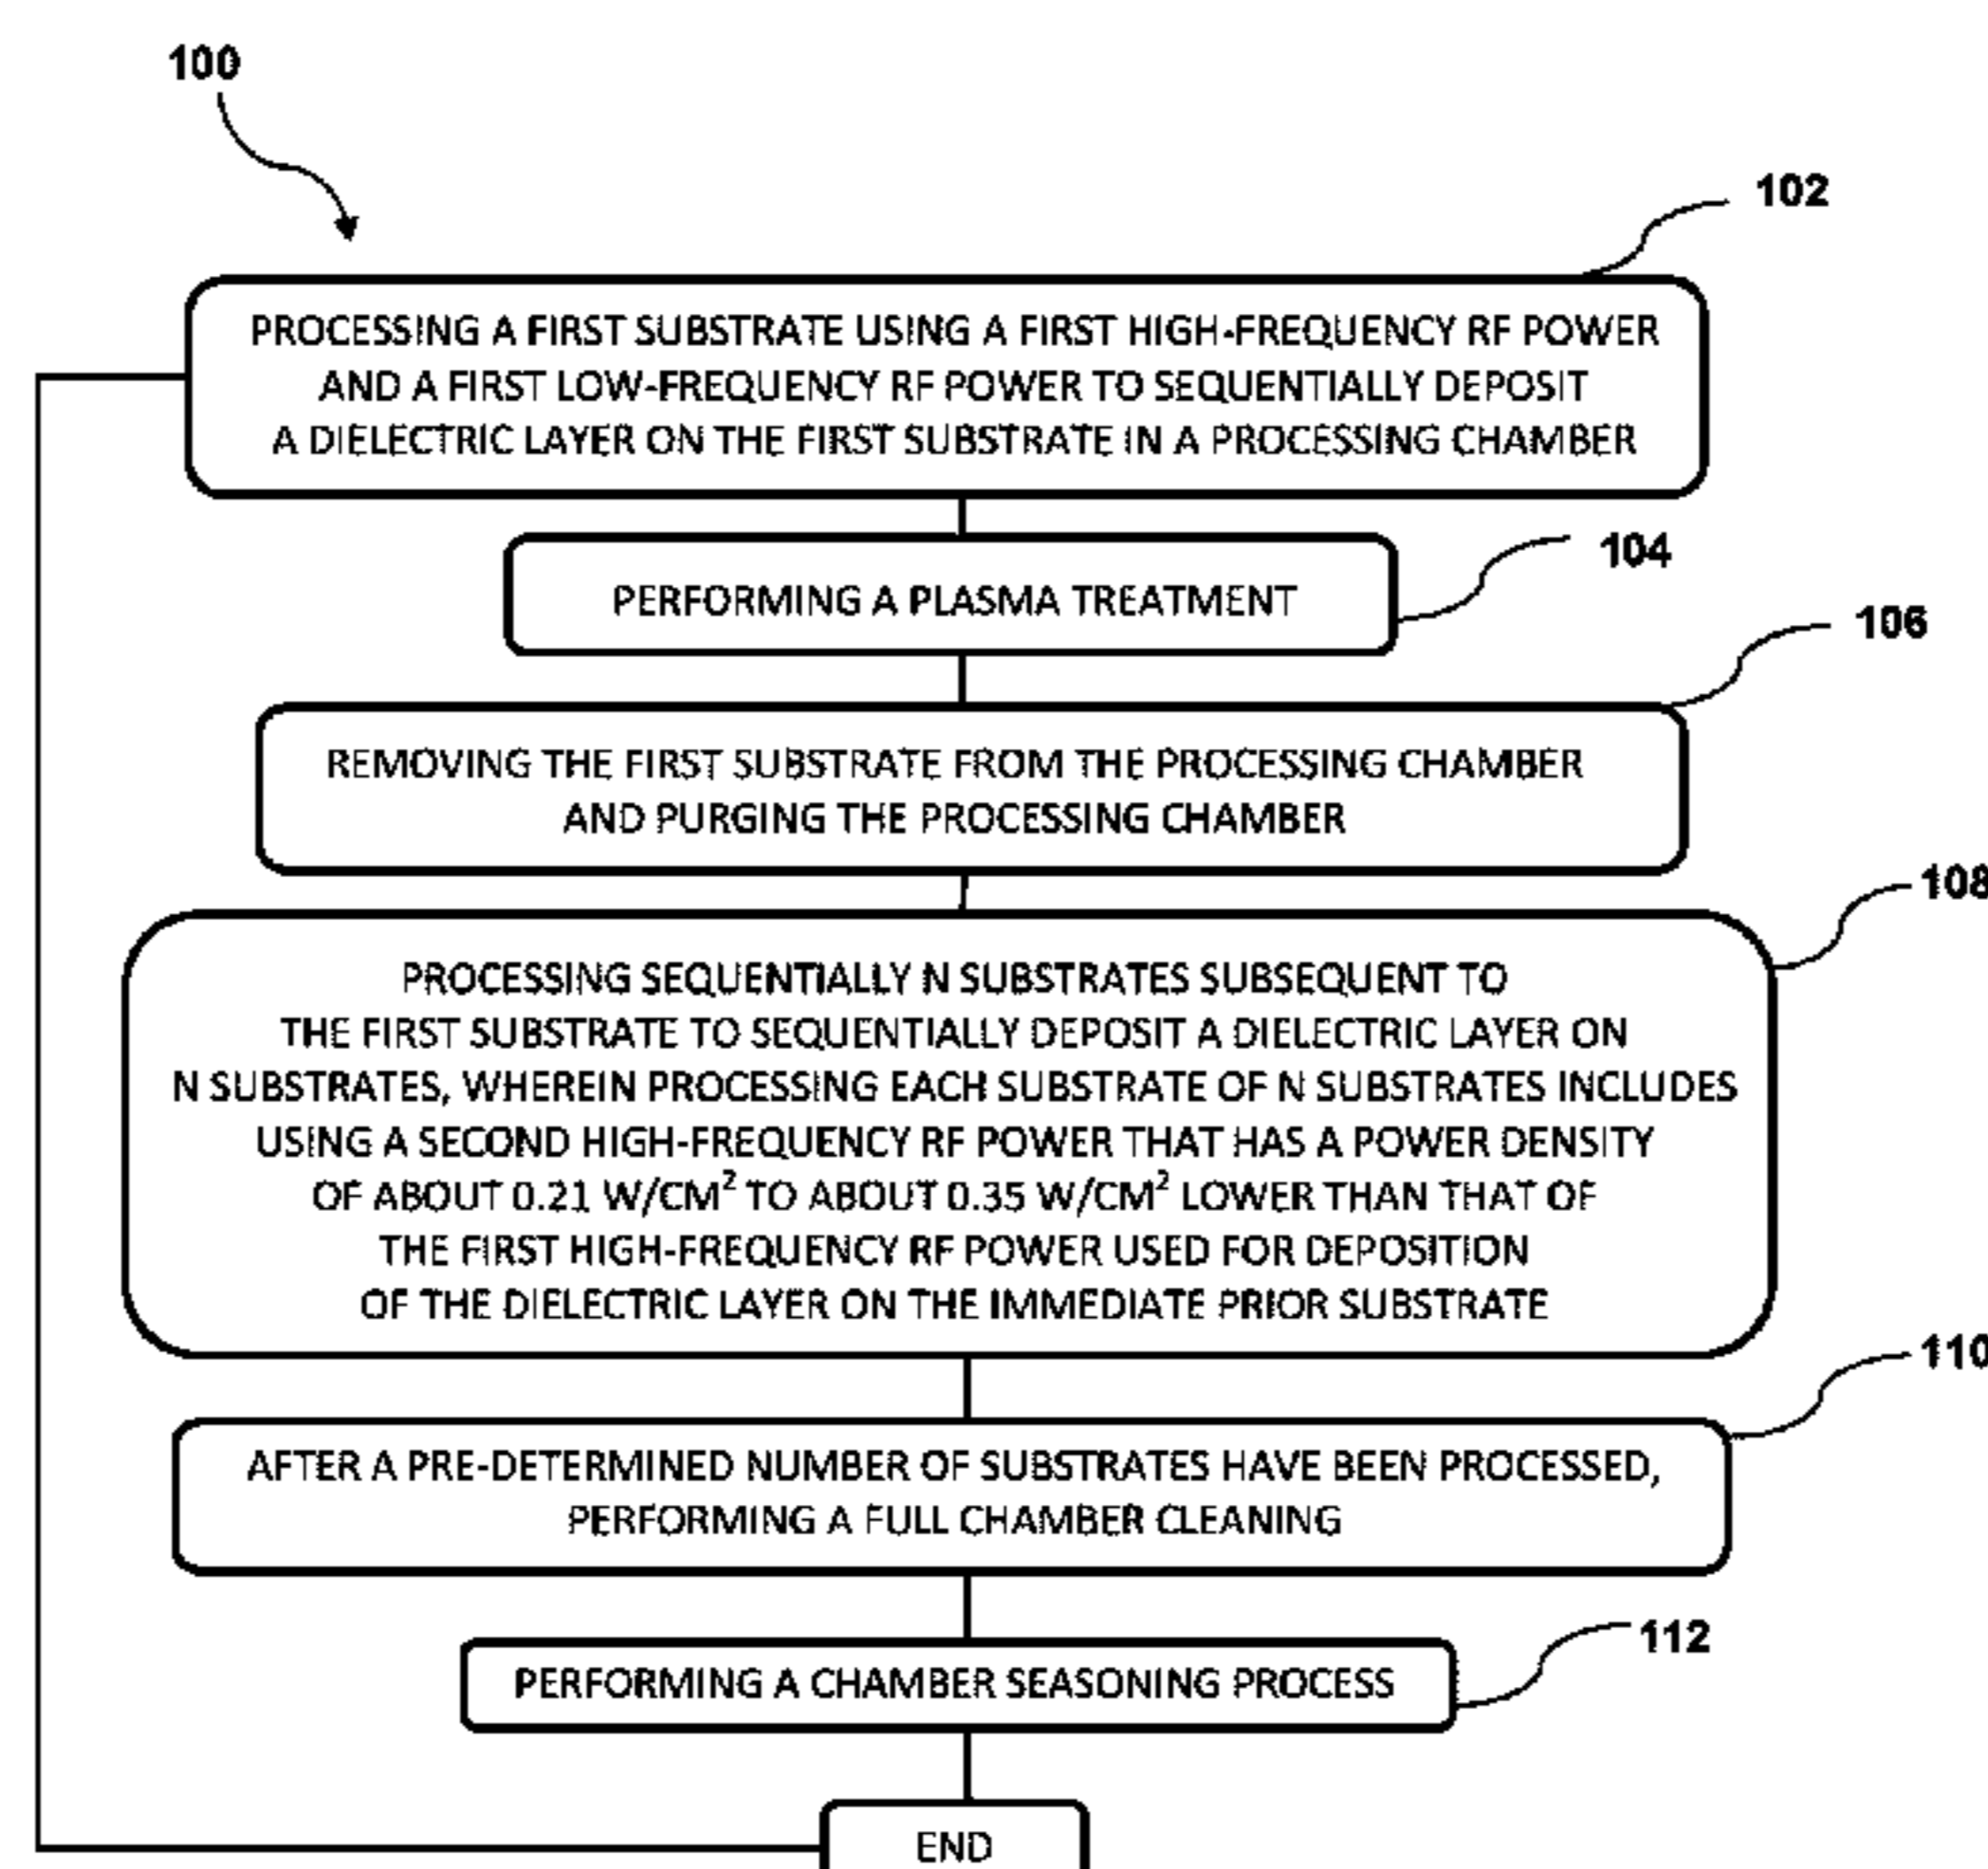 100
102
PROCESSING A FIRST SUBSTRATE USING A FIRST HIGH-FREQUENCY RF POWER
AND A FIRST LOW-FREQUENCY RF POWER TO SEQUENTIALLY DEPOSIT
A DIELECTRIC LAYER ON THE FIRST SUBSTRATE IN A PROCESSING CHAMBER
104
PERFORMING A PLASMA TREATMENT
106
REMOVING THE FIRST SUBSTRATE FROM THE PROCESSING CHAMBER
AND PURGING THE PROCESSING CHAMBER
108
PROCESSING SEQUENTIALLY N SUBSTRATES SUBSEQUENT TO
THE FIRST SUBSTRATE TO SEQUENTIALLY DEPOSIT A DIELECTRIC LAYER ON
N SUBSTRATES, WHEREIN PROCESSING EACH SUBSTRATE OF N SUBSTRATES INCLUDES
USING A SECOND HIGH-FREQUENCY RF POWER THAT HAS A POWER DENSITY
OF ABOUT 0.21 W/CM² TO ABOUT 0.35 W/CM² LOWER THAN THAT OF
THE FIRST HIGH-FREQUENCY RF POWER USED FOR DEPOSITION
OF THE DIELECTRIC LAYER ON THE IMMEDIATE PRIOR SUBSTRATE
110
AFTER A PRE-DETERMINED NUMBER OF SUBSTRATES HAVE BEEN PROCESSED,
PERFORMING A FULL CHAMBER CLEANING
112
PERFORMING A CHAMBER SEASONING PROCESS
END